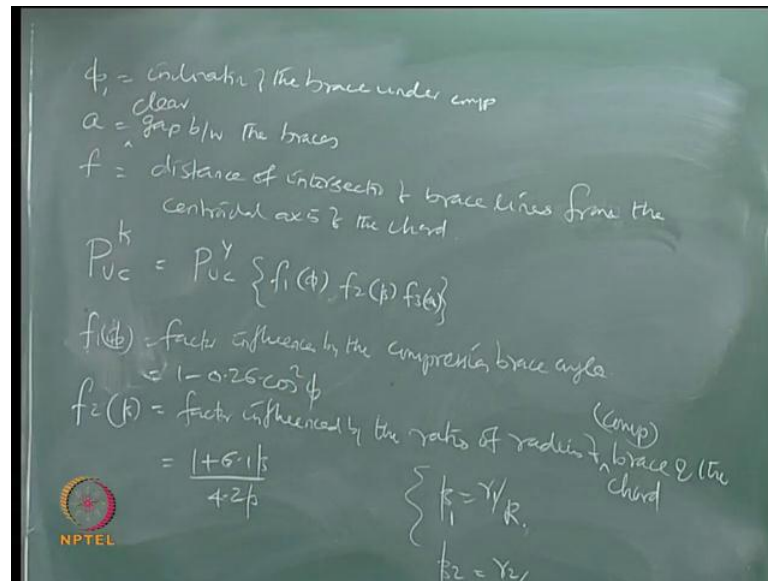 ϕ₁ = inclination of the brace under comp
clear
a = gap b/w the braces
f = distance of intersection of brace lines from the
centroidal axis of the chord
P_uc^k = P_uc^y {f₁(ϕ) f₂(β) f₃(a)}
f₁(ϕ) = factor influenced by the compression brace angle
= 1 - 0.26 cos²ϕ
f₂(β) = factor influenced by the ratio of radius of (comp) brace & the
chord
= 1+6.1β / 4.2β
{ β₁ = r₁/R,
β₂ = r₂/
NPTEL